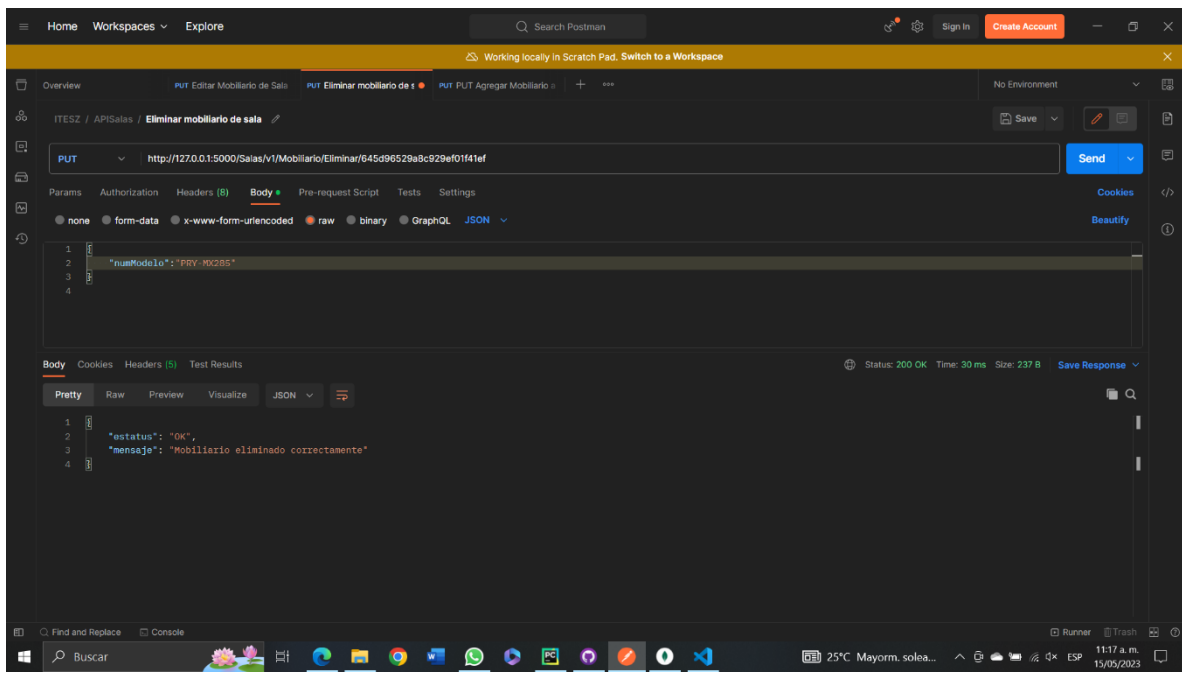 Home Workspaces Explore Search Postman Sign In Create Account
Working locally in Scratch Pad. Switch to a Workspace
Overview PUT Editar Mobiliario de Sala PUT Eliminar mobiliario de s PUT PUT Agregar Mobiliario a No Environment
ITESZ / APISalas / Eliminar mobiliario de sala Save
PUT http://127.0.0.1:5000/Salas/v1/Mobiliario/Eliminar/645d96529a8c929ef01f41ef Send
Params Authorization Headers (8) Body Pre-request Script Tests Settings Cookies
none form-data x-www-form-urlencoded raw binary GraphQL JSON Beautify
1 {
2 "numModelo":"PRY-MX285"
3 }
4
Body Cookies Headers (5) Test Results Status: 200 OK Time: 30 ms Size: 237 B Save Response
Pretty Raw Preview Visualize JSON
1 {
2 "estatus": "OK",
3 "mensaje": "Mobiliario eliminado correctamente"
4 }
Find and Replace Console Runner Trash
Buscar 25°C Mayorm. solea... ESP 11:17 a. m.
15/05/2023